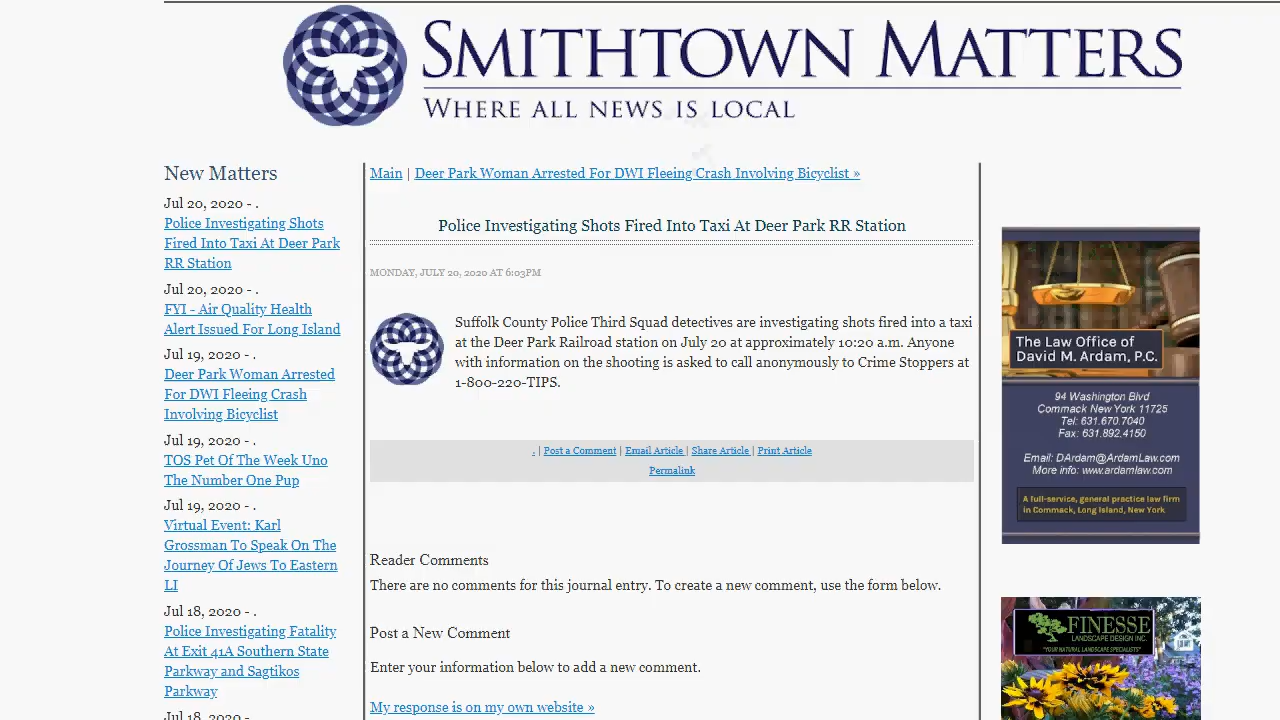 SMITHTOWN MATTERS
WHERE ALL NEWS IS LOCAL
New Matters
Jul 20, 2020 - .
Police Investigating Shots
Fired Into Taxi At Deer Park
RR Station
Jul 20, 2020 - .
FYI - Air Quality Health
Alert Issued For Long Island
Jul 19, 2020 - .
Deer Park Woman Arrested
For DWI Fleeing Crash
Involving Bicyclist
Jul 19, 2020 - .
TOS Pet Of The Week Uno
The Number One Pup
Jul 19, 2020 - .
Virtual Event: Karl
Grossman To Speak On The
Journey Of Jews To Eastern
LI
Jul 18, 2020 - .
Police Investigating Fatality
At Exit 41A Southern State
Parkway and Sagtikos
Parkway
Jul 18, 2020 - .
Main | Deer Park Woman Arrested For DWI Fleeing Crash Involving Bicyclist »
Police Investigating Shots Fired Into Taxi At Deer Park RR Station
MONDAY, JULY 20, 2020 AT 6:03PM
Suffolk County Police Third Squad detectives are investigating shots fired into a taxi
at the Deer Park Railroad station on July 20 at approximately 10:20 a.m. Anyone
with information on the shooting is asked to call anonymously to Crime Stoppers at
1-800-220-TIPS.
. | Post a Comment | Email Article | Share Article | Print Article
Permalink
Reader Comments
There are no comments for this journal entry. To create a new comment, use the form below.
Post a New Comment
Enter your information below to add a new comment.
My response is on my own website »
The Law Office of
David M. Ardam, P.C.
94 Washington Blvd
Commack New York 11725
Tel: 631.670.7040
Fax: 631.892.4150
Email: DArdam@ArdamLaw.com
More info: www.ardamlaw.com
A full-service, general practice law firm
in Commack, Long Island, New York.
FINESSE
LANDSCAPE DESIGN INC.
"YOUR NATURAL LANDSCAPE SPECIALISTS"